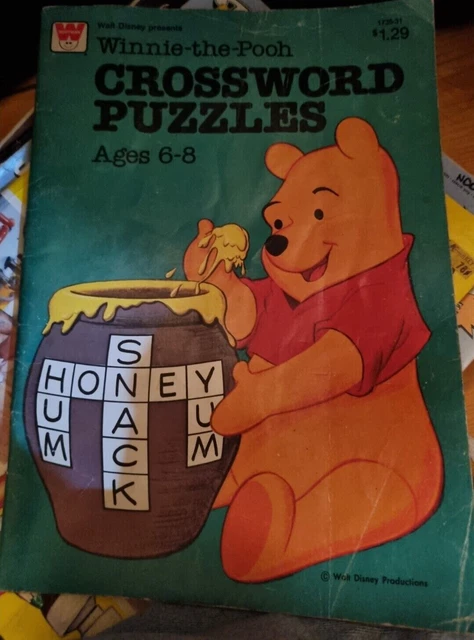 W
Walt Disney presents
$1.29
Winnie-the-Pooh
CROSSWORD
PUZZLES
Ages 6-8
SNACK
HONEY
HUM
YUM
© Walt Disney Productions